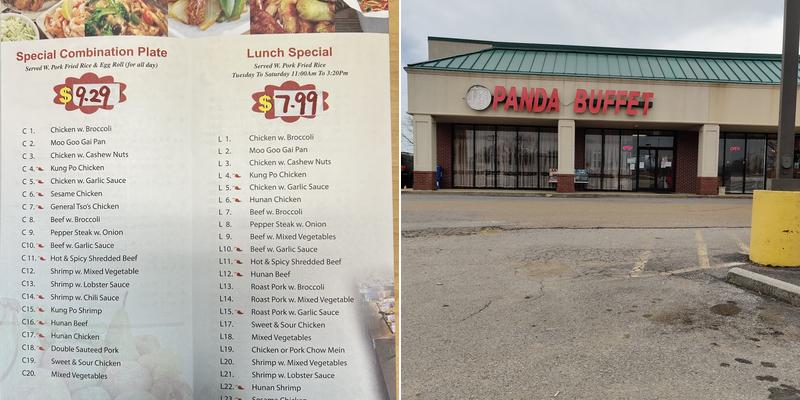 Special Combination Plate
Served W. Pork Fried Rice & Egg Roll (for all day)
$9.29
C 1. Chicken w. Broccoli
C 2. Moo Goo Gai Pan
C 3. Chicken w. Cashew Nuts
C 4. Kung Po Chicken
C 5. Chicken w. Garlic Sauce
C 6. Sesame Chicken
C 7. General Tso's Chicken
C 8. Beef w. Broccoli
C 9. Pepper Steak w. Onion
C10. Beef w. Garlic Sauce
C11. Hot & Spicy Shredded Beef
C12. Shrimp w. Mixed Vegetable
C13. Shrimp w. Lobster Sauce
C14. Shrimp w. Chili Sauce
C15. Kung Po Shrimp
C16. Hunan Beef
C17. Hunan Chicken
C18. Double Sauteed Pork
C19. Sweet & Sour Chicken
C20. Mixed Vegetables
Lunch Special
Served W. Pork Fried Rice
Tuesday To Saturday 11:00Am To 3:20Pm
$7.99
L 1. Chicken w. Broccoli
L 2. Moo Goo Gai Pan
L 3. Chicken w. Cashew Nuts
L 4. Kung Po Chicken
L 5. Chicken w. Garlic Sauce
L 6. Hunan Chicken
L 7. Beef w. Broccoli
L 8. Pepper Steak w. Onion
L 9. Beef w. Mixed Vegetables
L10. Beef w. Garlic Sauce
L11. Hot & Spicy Shredded Beef
L12. Hunan Beef
L13. Roast Pork w. Broccoli
L14. Roast Pork w. Mixed Vegetable
L15. Roast Pork w. Garlic Sauce
L17. Sweet & Sour Chicken
L18. Mixed Vegetables
L19. Chicken or Pork Chow Mein
L20. Shrimp w. Mixed Vegetables
L21. Shrimp w. Lobster Sauce
L22. Hunan Shrimp
L23. Sesame Chicken
PANDA BUFFET
OPEN